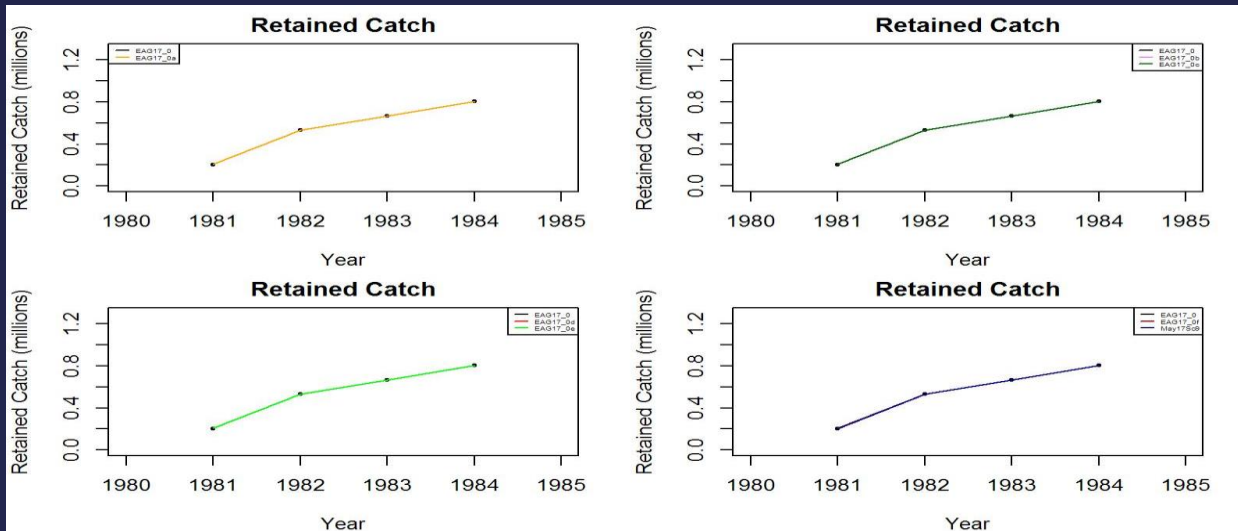 Retained Catch
Retained Catch (millions)
1.2
0.8
0.4
0.0
EAG17_0
EAG17_0a
1980 1981 1982 1983 1984 1985
Year
Retained Catch
Retained Catch (millions)
1.2
0.8
0.4
0.0
EAG17_0
EAG17_0b
EAG17_0c
1980 1981 1982 1983 1984 1985
Year
Retained Catch
Retained Catch (millions)
1.2
0.8
0.4
0.0
EAG17_0
EAG17_0d
EAG17_0e
1980 1981 1982 1983 1984 1985
Year
Retained Catch
Retained Catch (millions)
1.2
0.8
0.4
0.0
EAG17_0
EAG17_0f
May17Sc9
1980 1981 1982 1983 1984 1985
Year